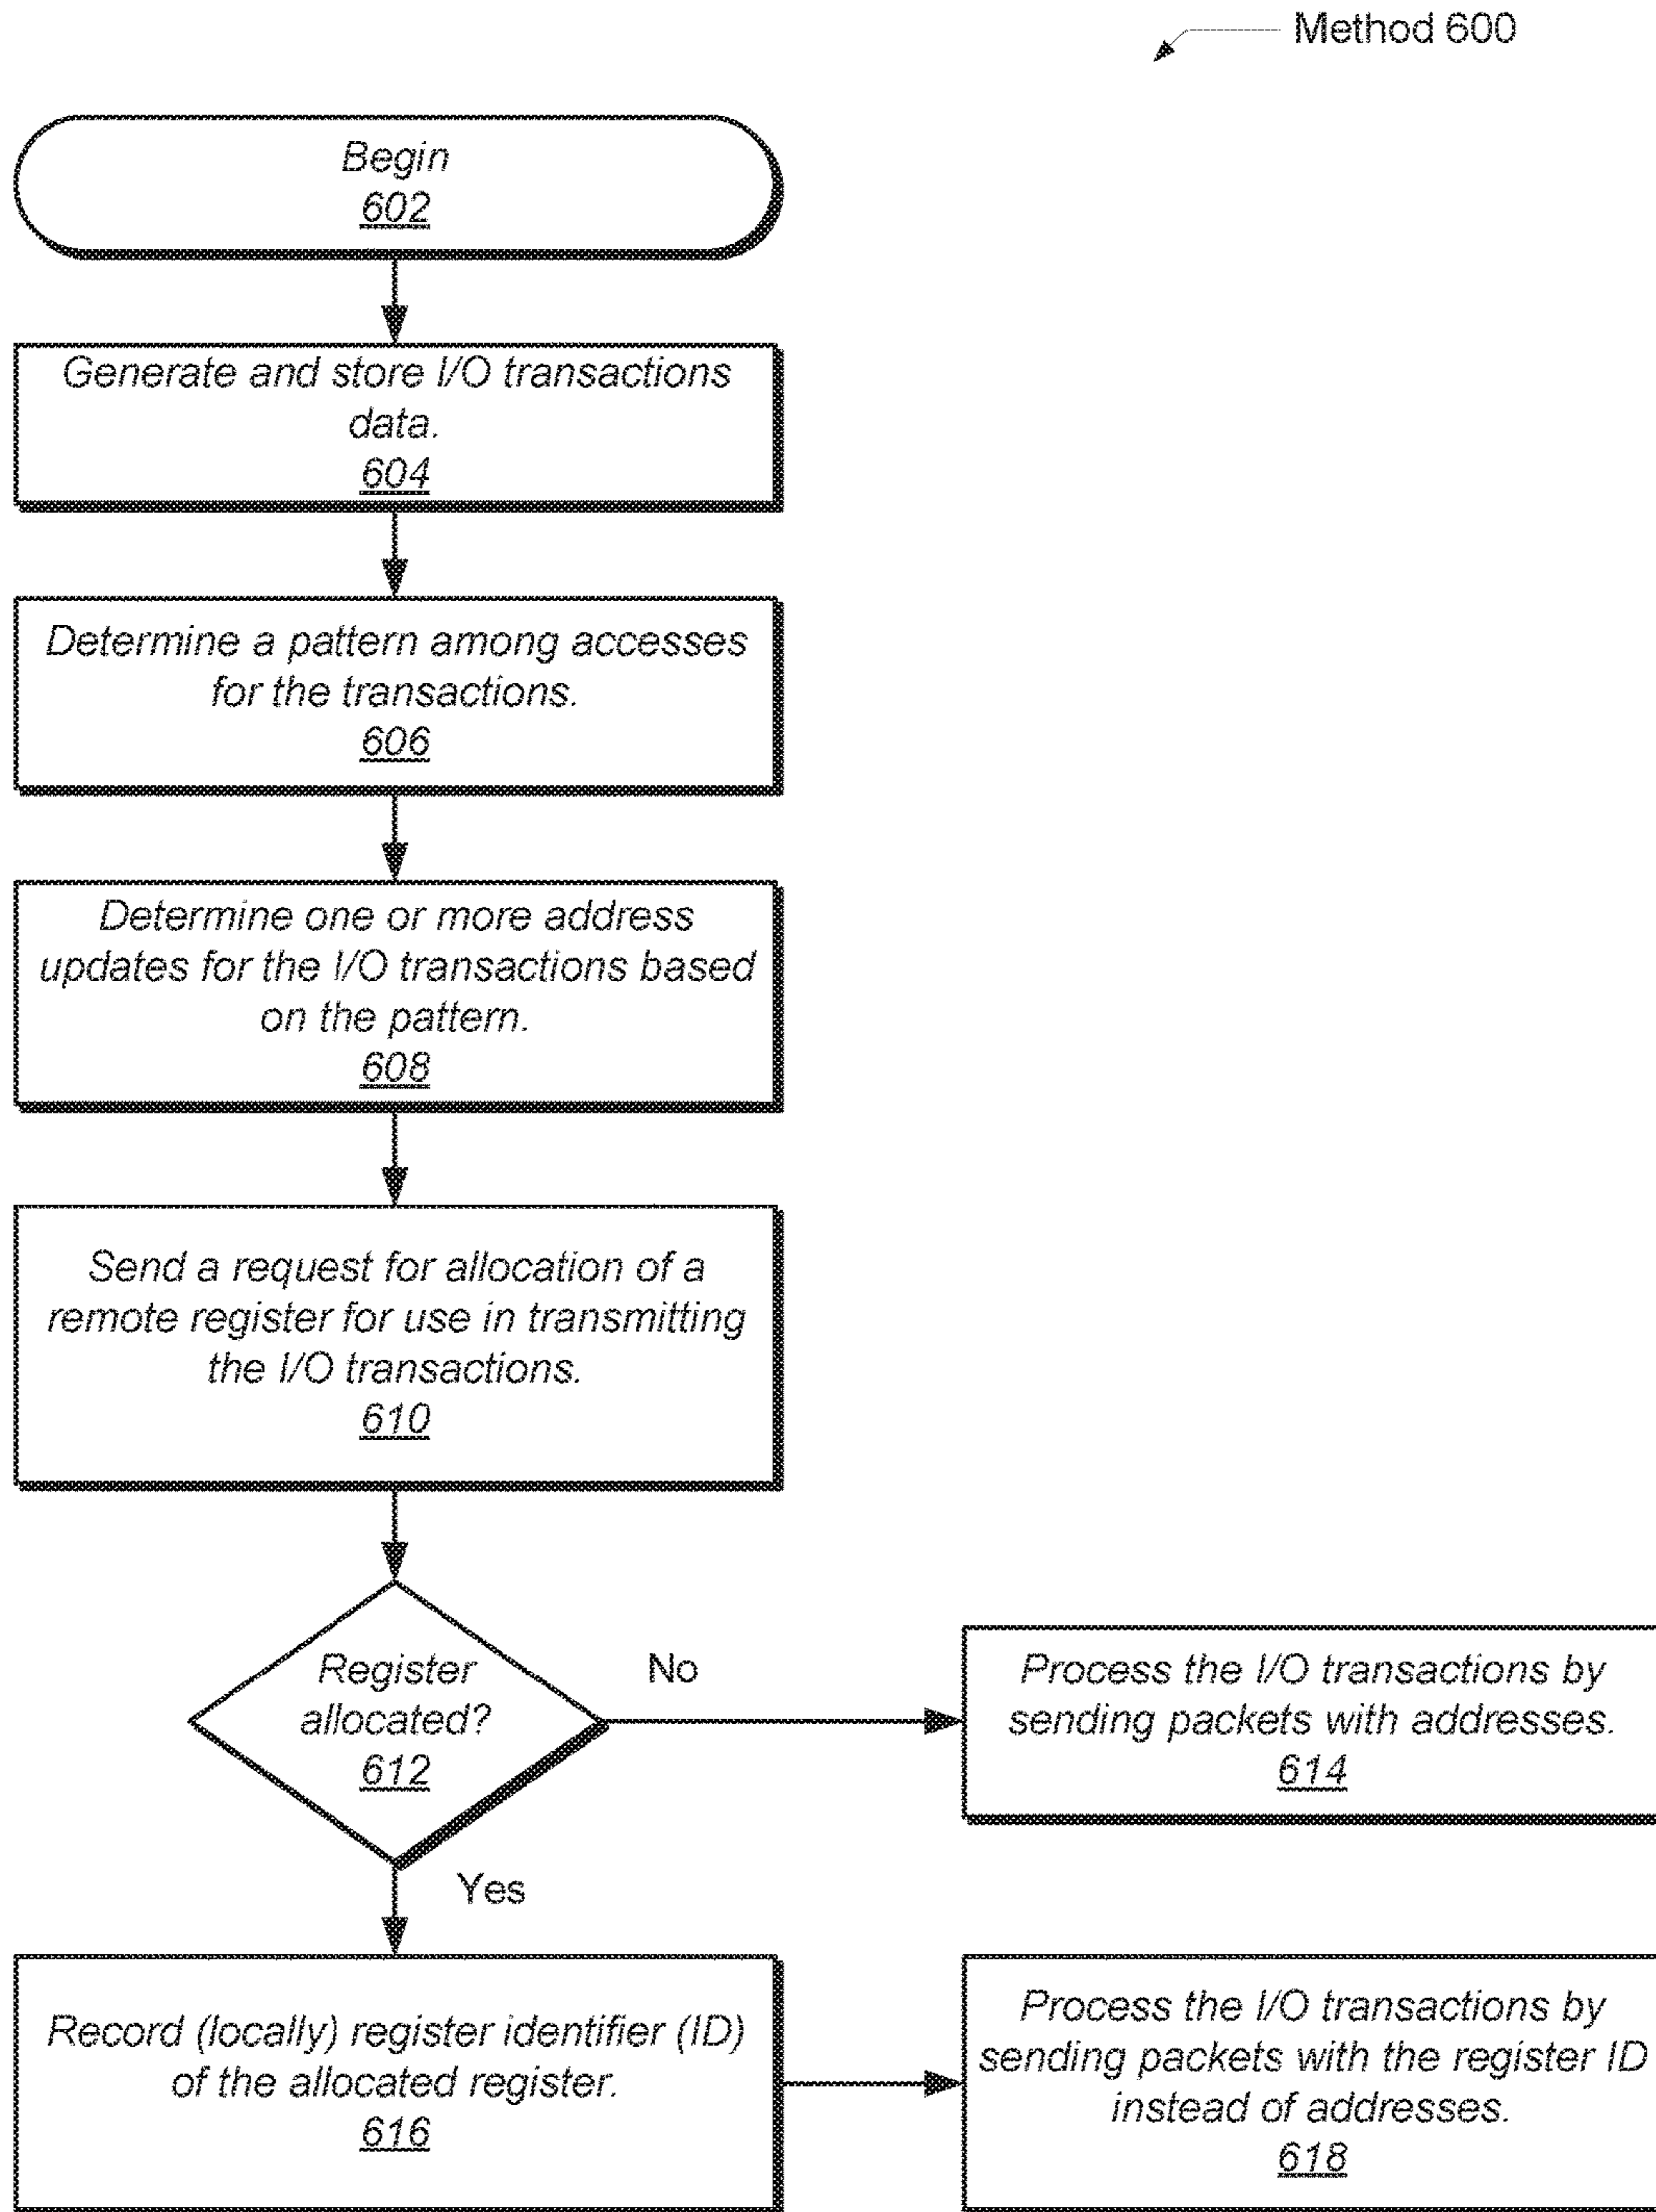 Method 600
Begin
602
Generate and store I/O transactions
data.
604
Determine a pattern among accesses
for the transactions.
606
Determine one or more address
updates for the I/O transactions based
on the pattern.
608
Send a request for allocation of a
remote register for use in transmitting
the I/O transactions.
610
Register
allocated?
612
No
Process the I/O transactions by
sending packets with addresses.
614
Yes
Record (locally) register identifier (ID)
of the allocated register.
616
Process the I/O transactions by
sending packets with the register ID
instead of addresses.
618